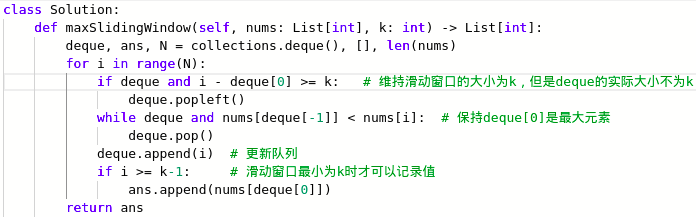 class Solution:
    def maxSlidingWindow(self, nums: List[int], k: int) -> List[int]:
        deque, ans, N = collections.deque(), [], len(nums)
        for i in range(N):
            if deque and i - deque[0] >= k:   # 维持滑动窗口的大小为k，但是deque的实际大小不为k
                deque.popleft()
            while deque and nums[deque[-1]] < nums[i]:  # 保持deque[0]是最大元素
                deque.pop()
            deque.append(i)  # 更新队列
            if i >= k-1:     # 滑动窗口最小为k时才可以记录值
                ans.append(nums[deque[0]])
        return ans